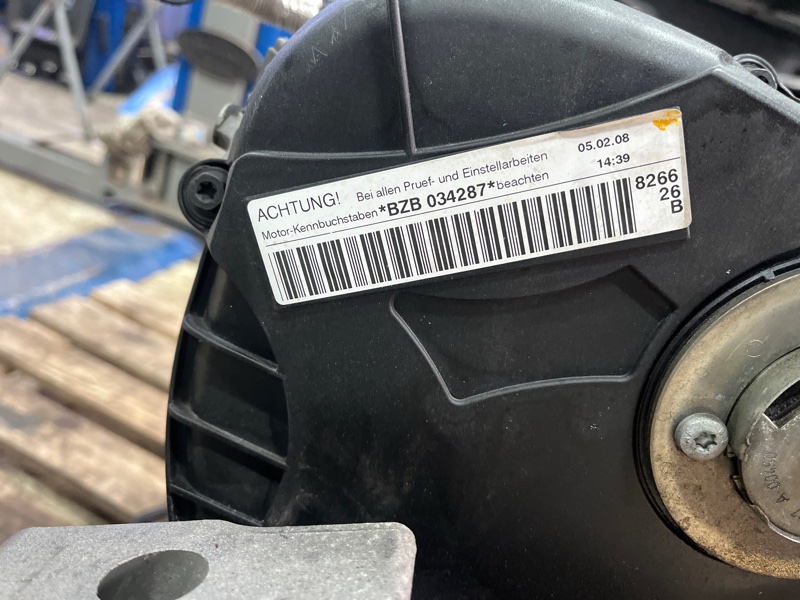 ACHTUNG! Bei allen Pruef- und Einstellarbeiten 05.02.08
Motor-Kennbuchstaben *BZB 034287* beachten 14:39
8266
26
B